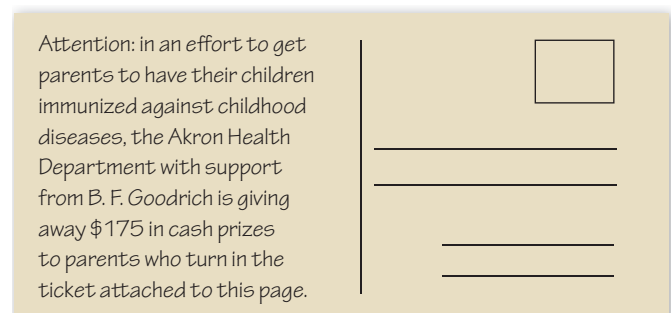 Attention: in an effort to get
parents to have their children
immunized against childhood
diseases, the Akron Health
Department with support
from B. F. Goodrich is giving
away $175 in cash prizes
to parents who turn in the
ticket attached to this page.